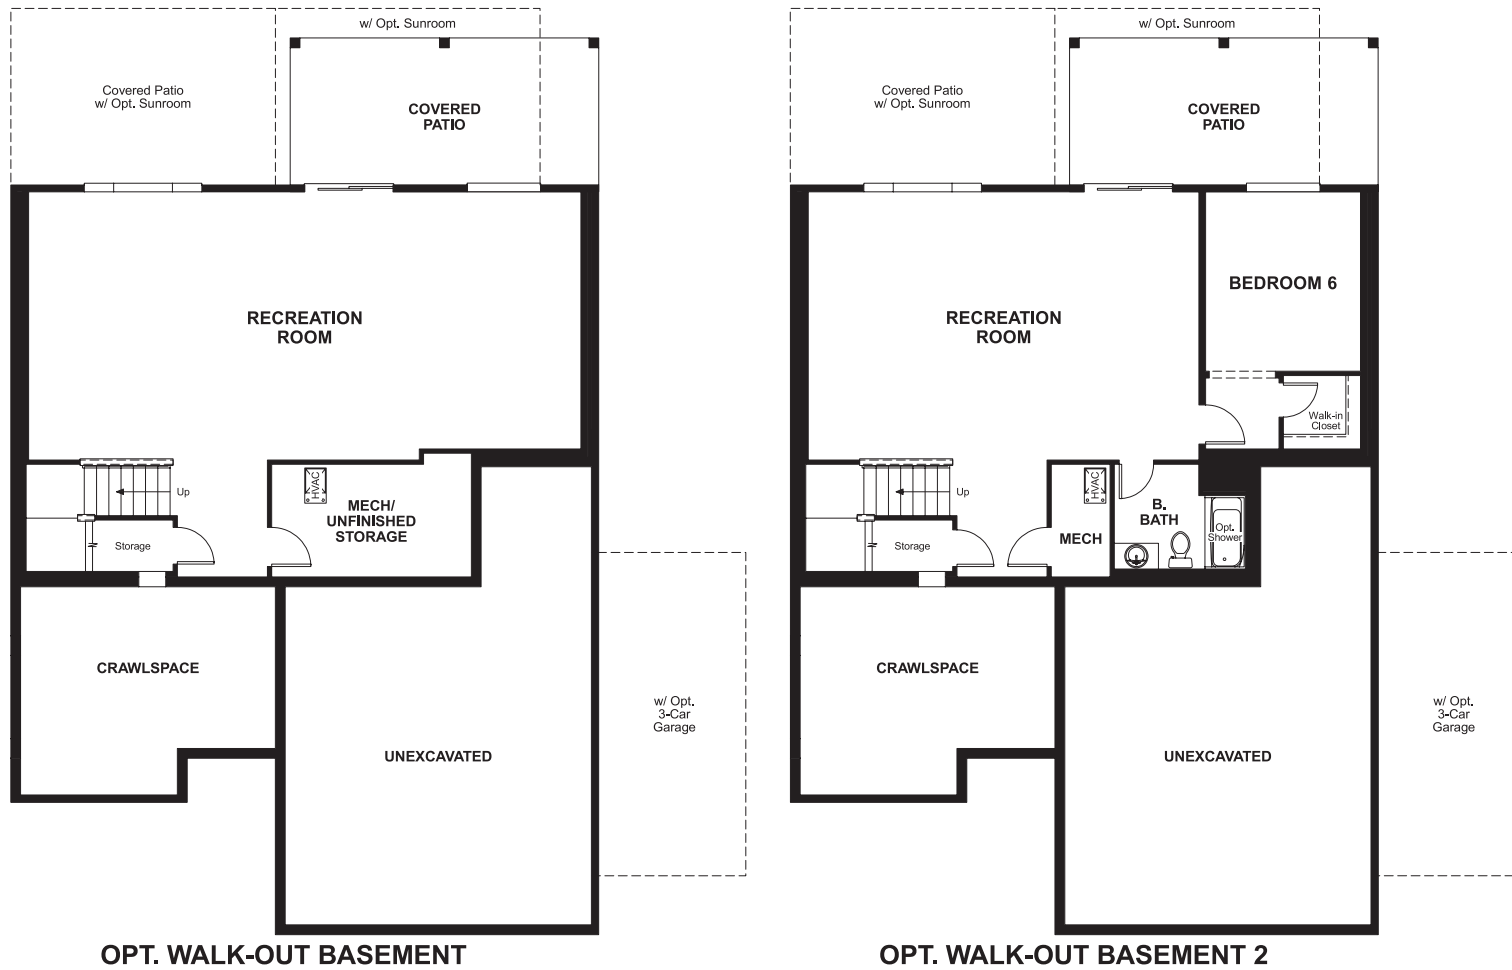 w/ Opt. Sunroom
Covered Patio
w/ Opt. Sunroom
COVERED
PATIO
RECREATION
ROOM
HVAC
Up
MECH/
UNFINISHED
STORAGE
Storage
CRAWLSPACE
w/ Opt.
3-Car
Garage
UNEXCAVATED
OPT. WALK-OUT BASEMENT
w/ Opt. Sunroom
Covered Patio
w/ Opt. Sunroom
COVERED
PATIO
BEDROOM 6
RECREATION
ROOM
Walk-in
Closet
HVAC
Up
B.
BATH
Opt.
Shower
MECH
Storage
CRAWLSPACE
w/ Opt.
3-Car
Garage
UNEXCAVATED
OPT. WALK-OUT BASEMENT 2